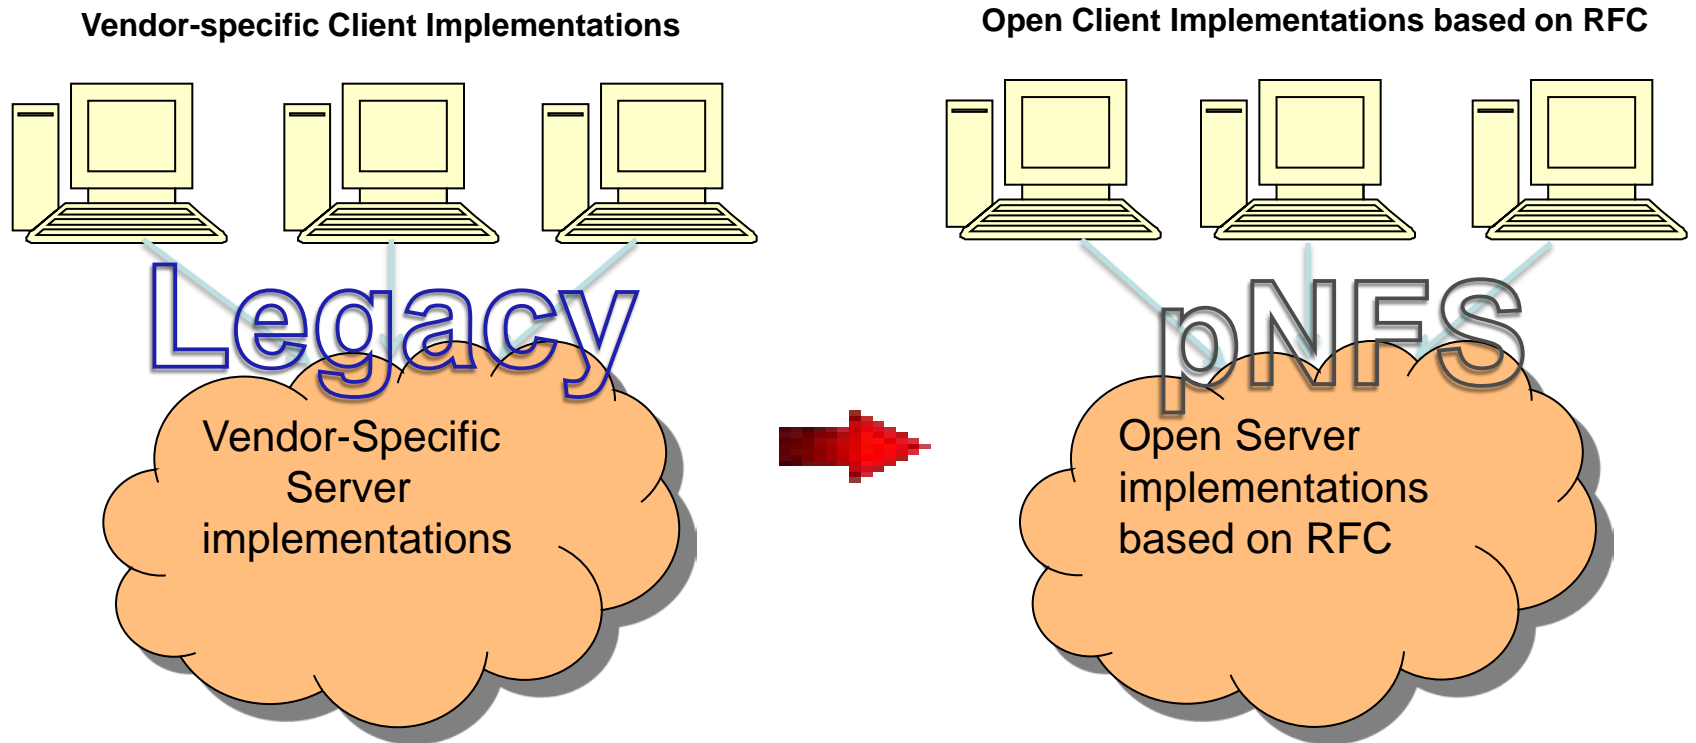 Vendor-specific Client Implementations
Legacy
Vendor-Specific
Server
implementations
Open Client Implementations based on RFC
pNFS
Open Server
implementations
based on RFC